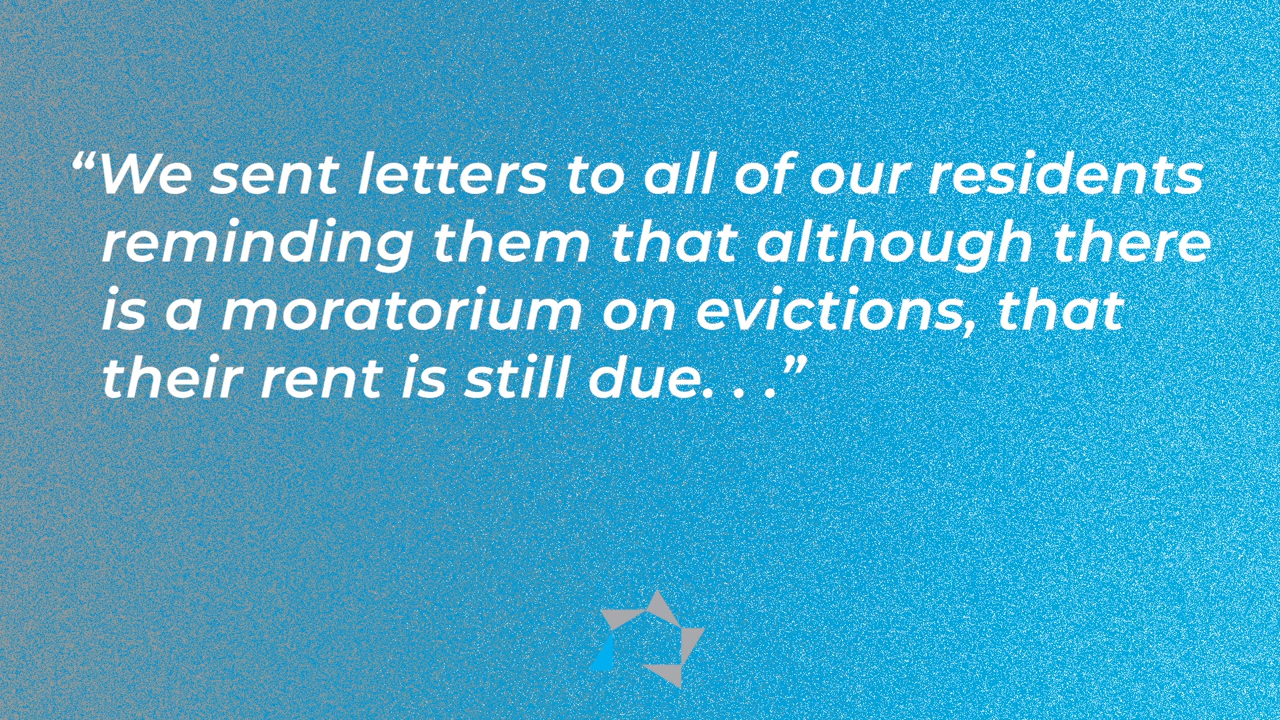 “We sent letters to all of our residents
reminding them that although there
is a moratorium on evictions, that
their rent is still due. . .”